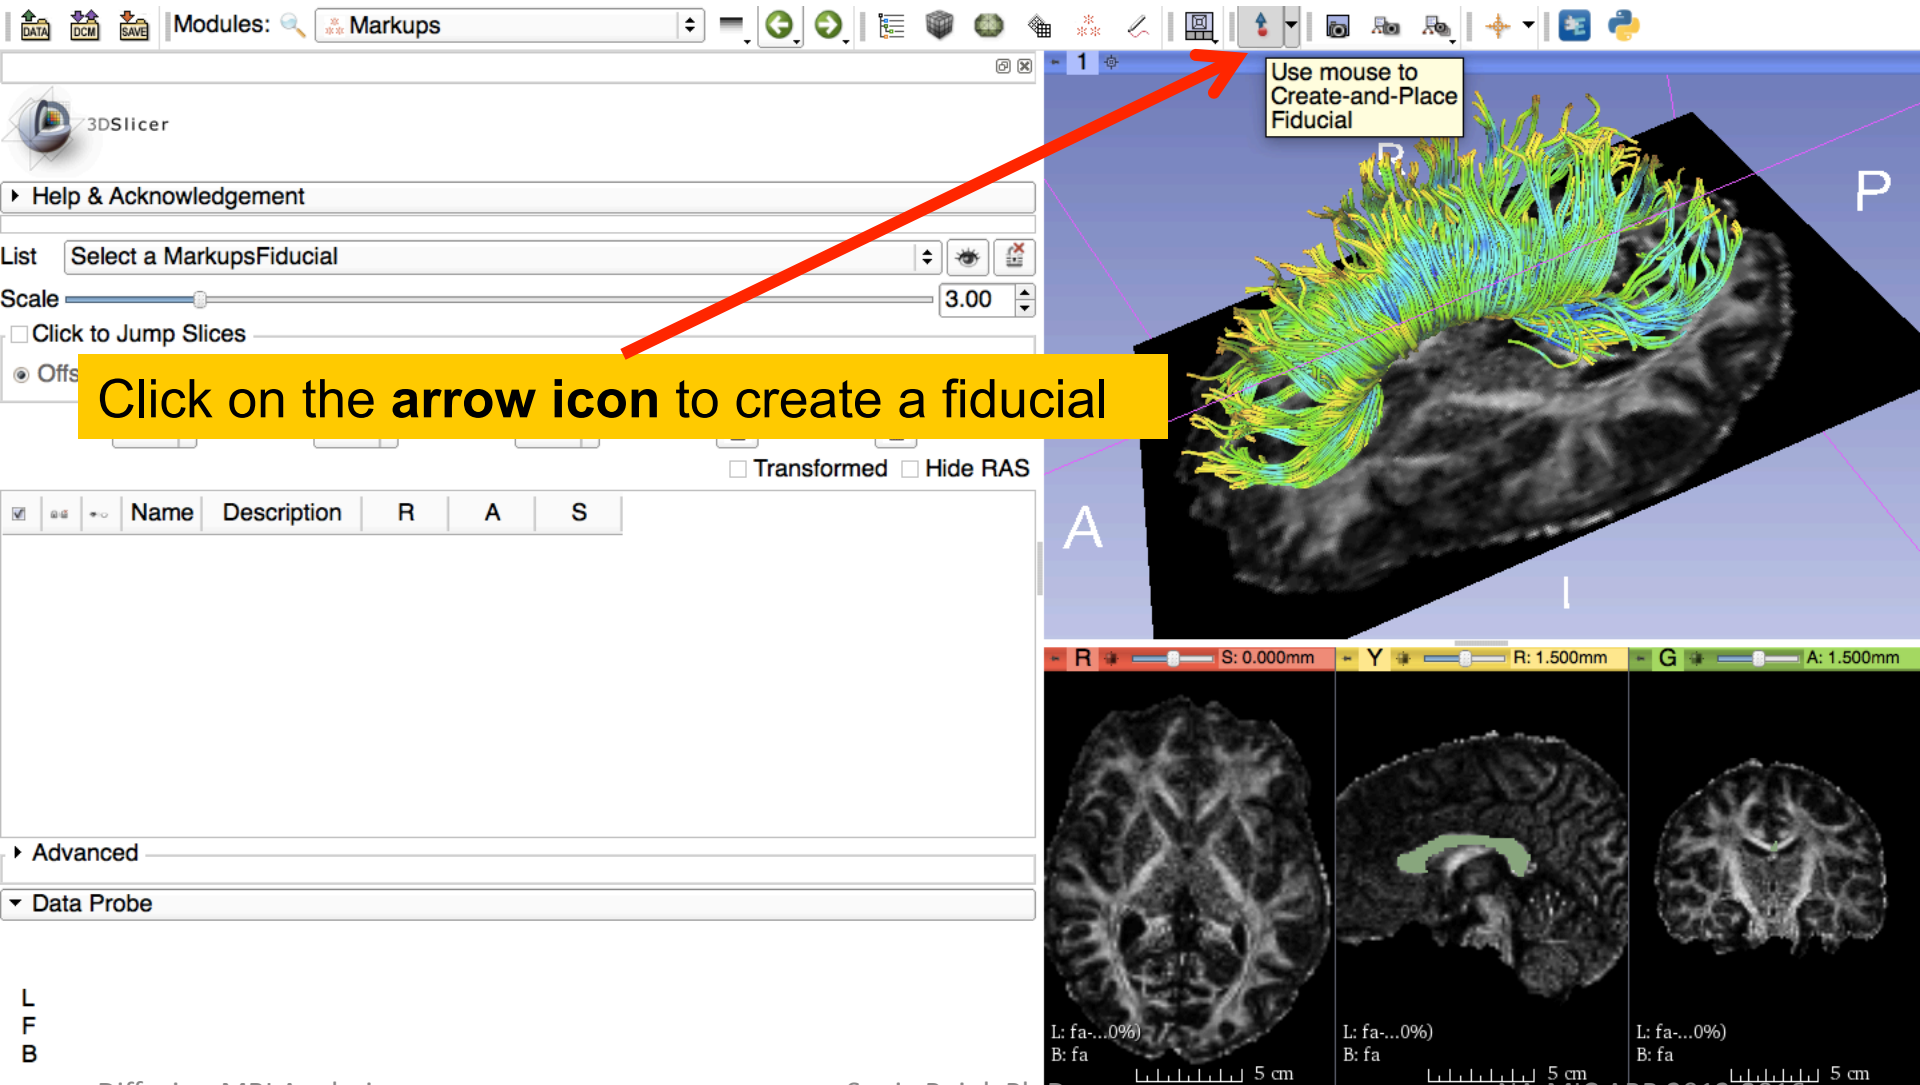 DATA DCM SAVE Modules: Markups
1
Use mouse to
Create-and-Place
Fiducial
3DSlicer
R
P
Help & Acknowledgement
List Select a MarkupsFiducial
Scale 3.00
Click to Jump Slices
Offs
Click on the arrow icon to create a fiducial
Transformed Hide RAS
Name Description R A S
A
I
R S: 0.000mm Y R: 1.500mm G A: 1.500mm
Advanced
Data Probe
L
F
B
L: fa-...0%)
B: fa
5 cm
L: fa-...0%)
B: fa
5 cm
L: fa-...0%)
B: fa
5 cm